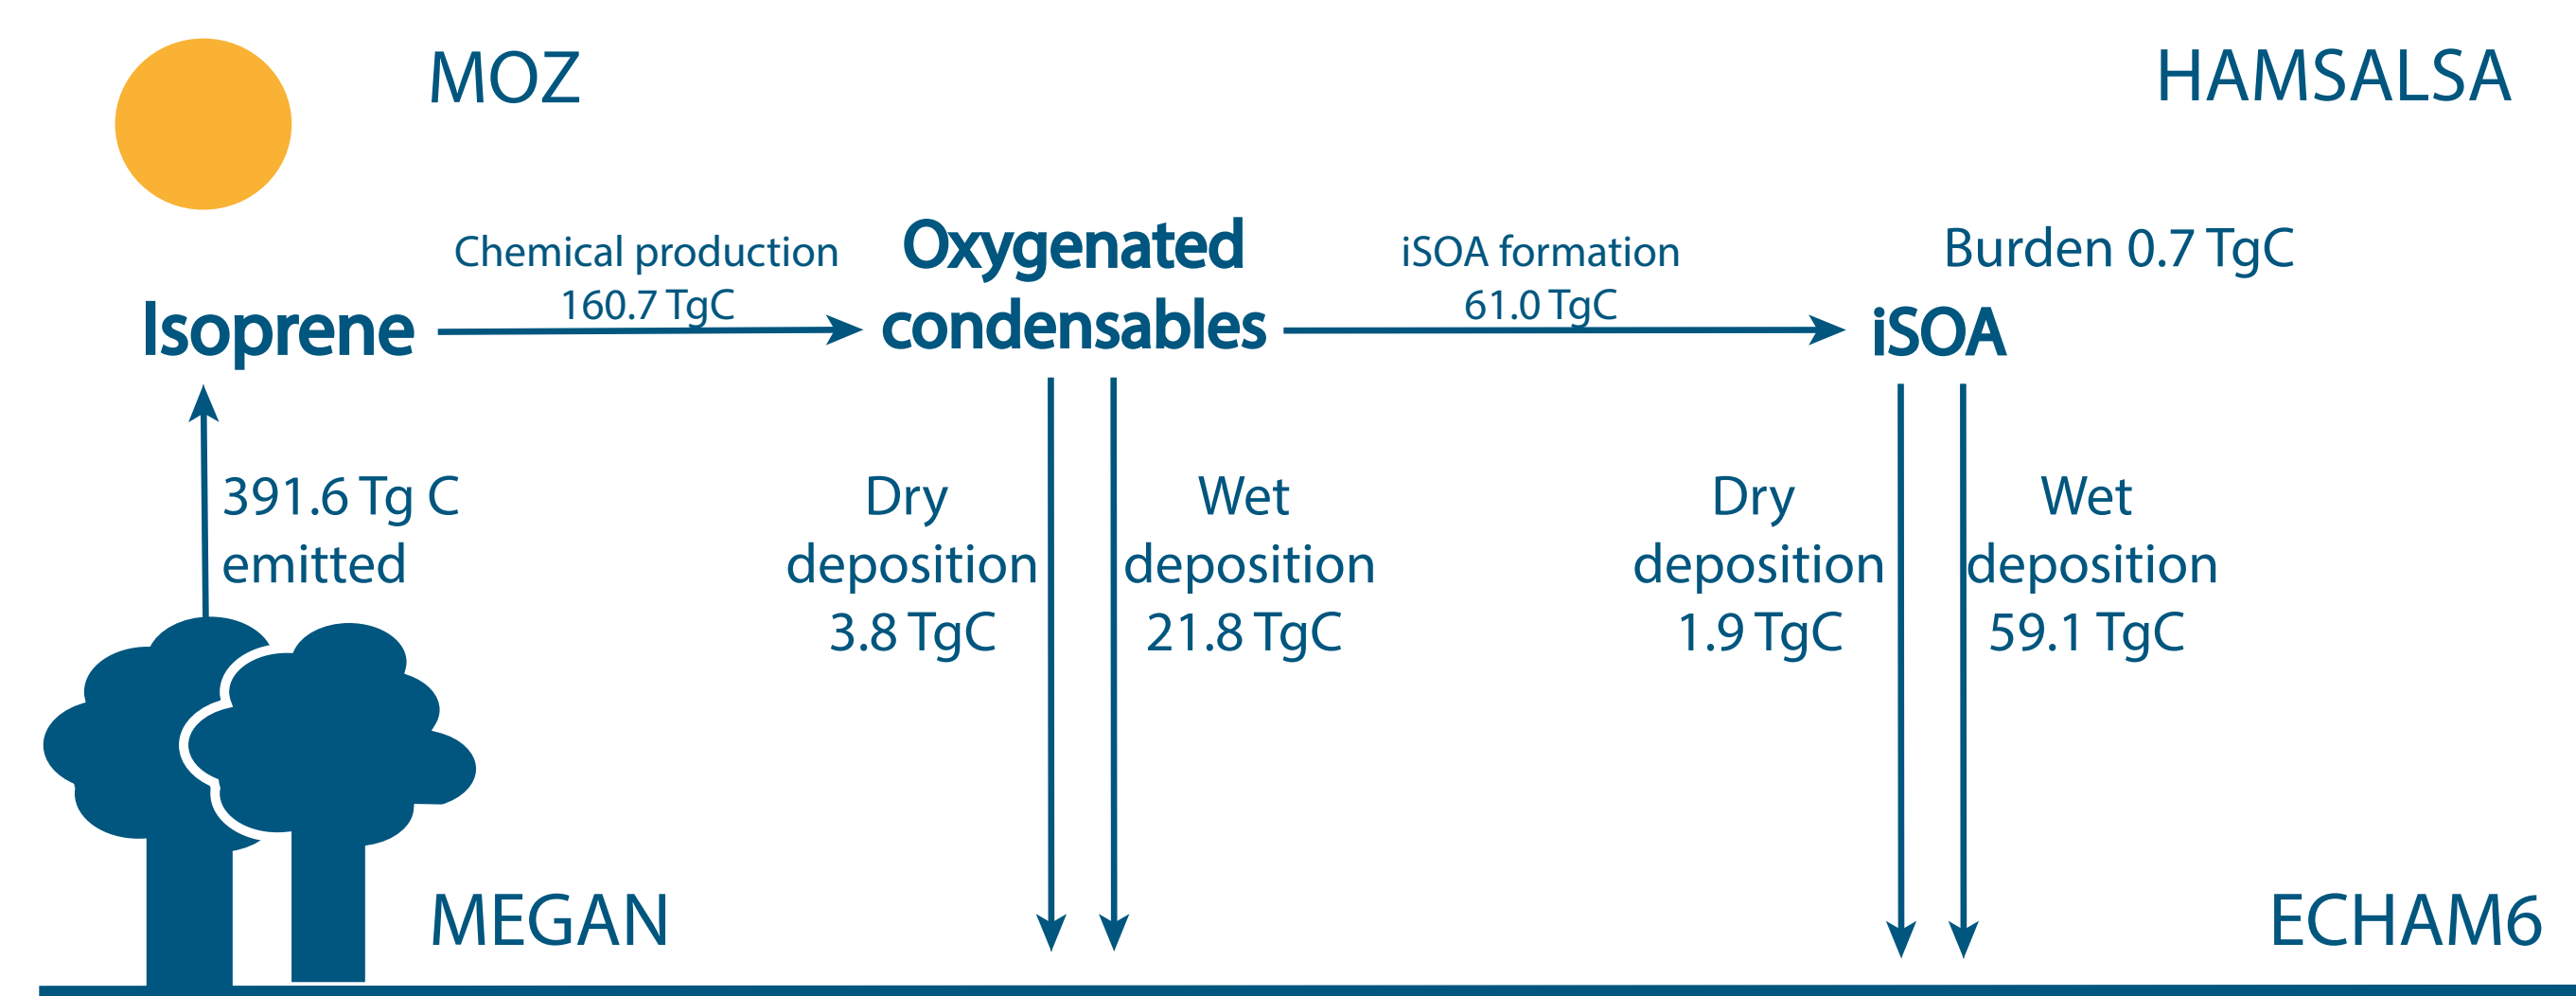 MOZ
HAMSALSA
Chemical production
160.7 TgC
Oxygenated
condensables
iSOA formation
61.0 TgC
Burden 0.7 TgC
Isoprene
iSOA
391.6 Tg C
emitted
Dry
deposition
3.8 TgC
Wet
deposition
21.8 TgC
Dry
deposition
1.9 TgC
Wet
deposition
59.1 TgC
MEGAN
ECHAM6